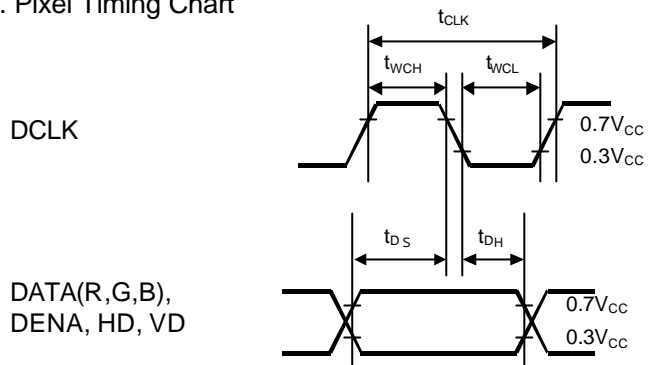 . Pixel Timing Chart
tCLK
tWCH
tWCL
DCLK
0.7VCC
0.3VCC
tDS
tDH
DATA(R,G,B),
DENA, HD, VD
0.7VCC
0.3VCC